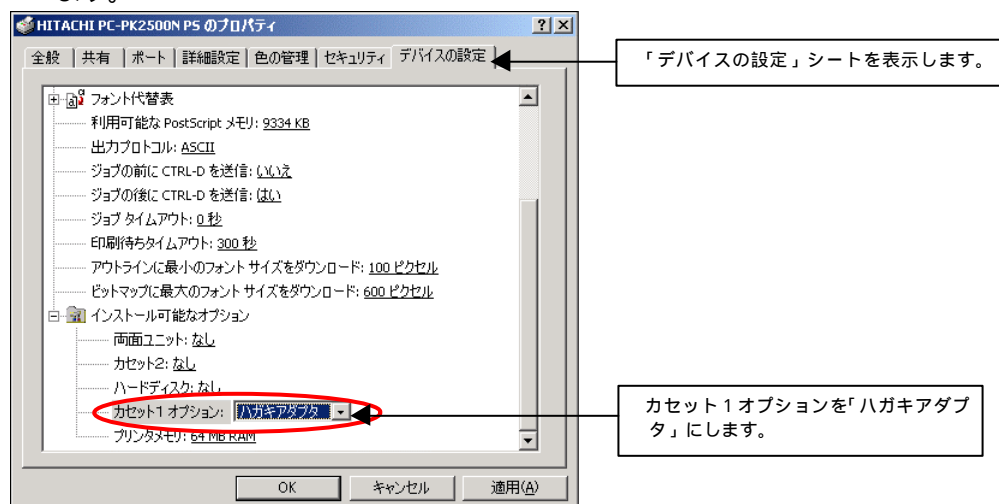 ます。
HITACHI PC-PK2500N PS のプロパティ
全般 共有 ポート 詳細設定 色の管理 セキュリティ デバイスの設定
「デバイスの設定」シートを表示します。
フォント代替表
利用可能な PostScript メモリ: 9334 KB
出力プロトコル: ASCII
ジョブの前に CTRL-D を送信: いいえ
ジョブの後に CTRL-D を送信: はい
ジョブ タイムアウト: 0 秒
印刷待ちタイムアウト: 300 秒
アウトラインに最小のフォント サイズをダウンロード: 100 ピクセル
ビットマップに最大のフォント サイズをダウンロード: 600 ピクセル
インストール可能なオプション
両面ユニット: なし
カセット2: なし
ハードディスク: なし
カセット1 オプション: ハガキアダプタ
プリンタメモリ: 64 MB RAM
カセット１オプションを「ハガキアダプ
タ」にします。
OK キャンセル 適用(A)